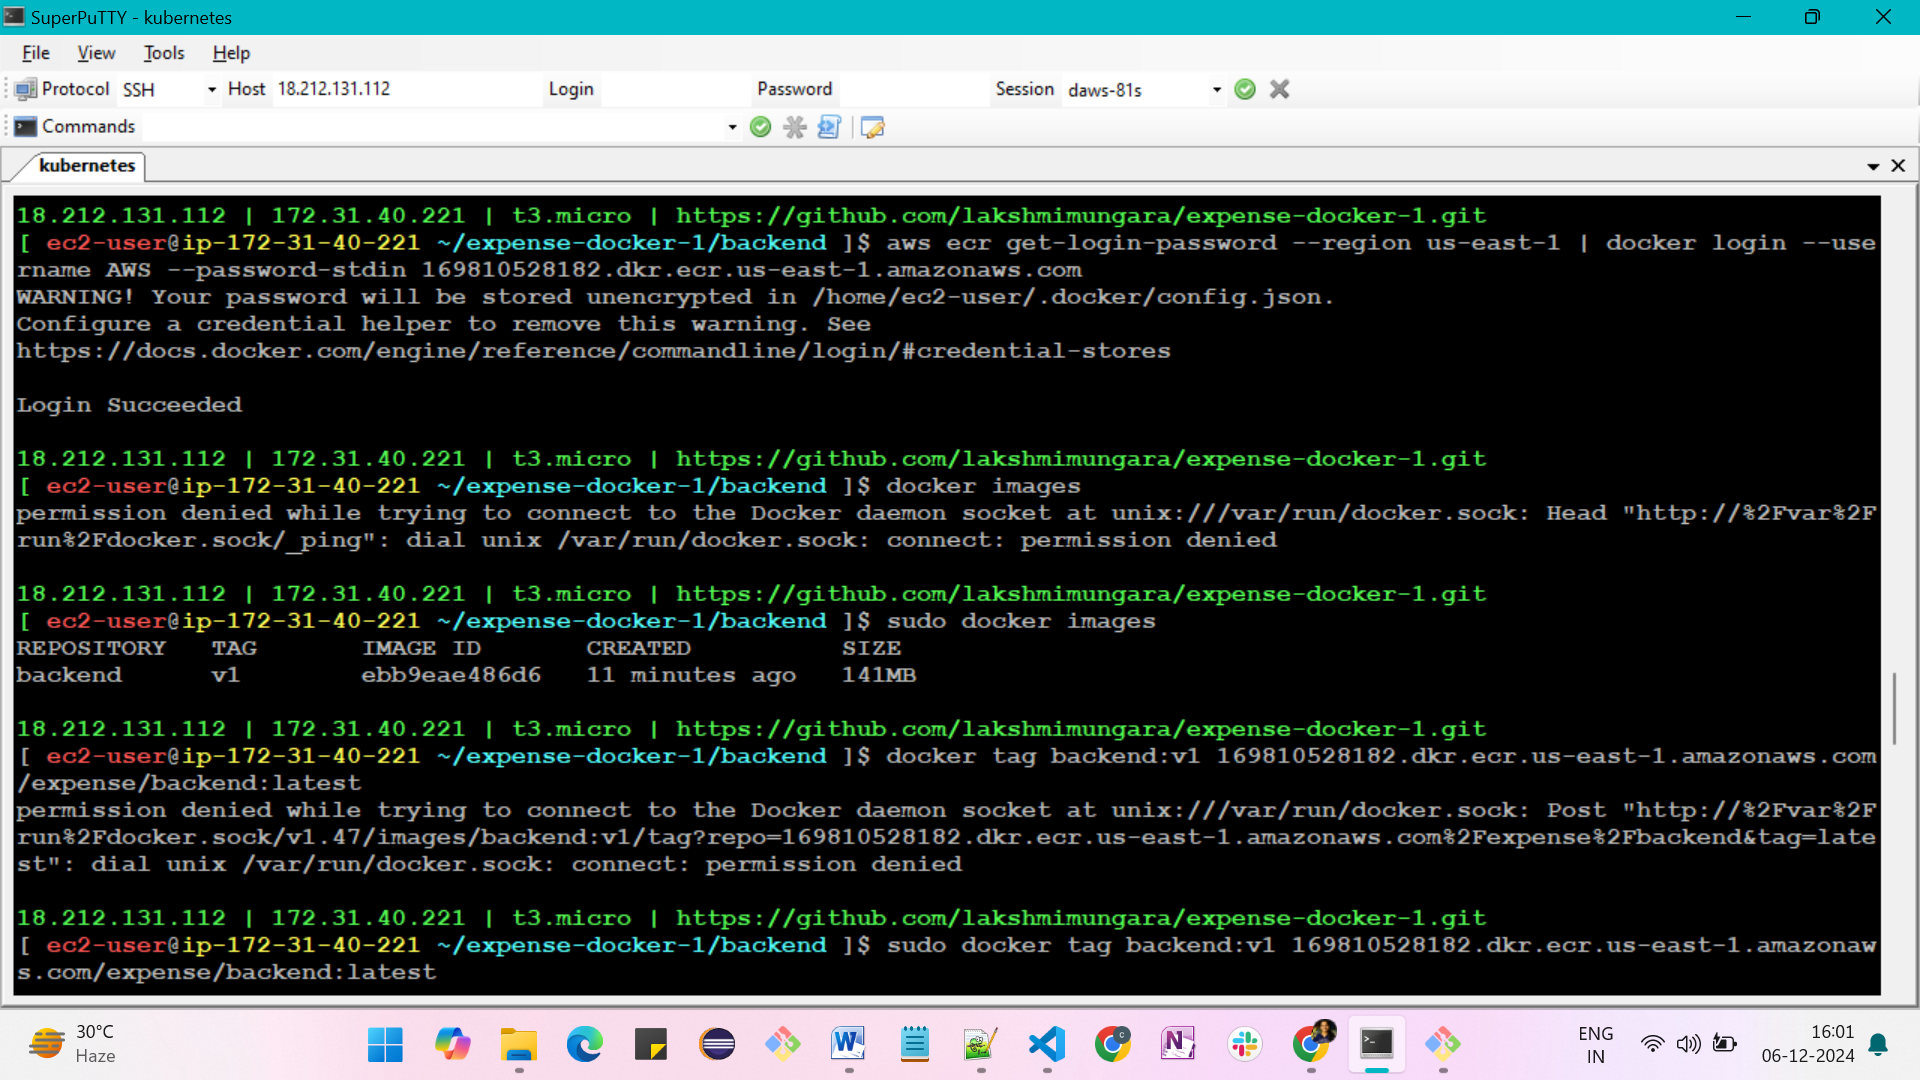 SuperPuTTY - kubernetes
File View Tools Help
Protocol SSH Host 18.212.131.112 Login Password Session daws-81s
Commands
kubernetes
18.212.131.112 | 172.31.40.221 | t3.micro | https://github.com/lakshmimungara/expense-docker-1.git
[ ec2-user@ip-172-31-40-221 ~/expense-docker-1/backend ]$ aws ecr get-login-password --region us-east-1 | docker login --use
rname AWS --password-stdin 169810528182.dkr.ecr.us-east-1.amazonaws.com
WARNING! Your password will be stored unencrypted in /home/ec2-user/.docker/config.json.
Configure a credential helper to remove this warning. See
https://docs.docker.com/engine/reference/commandline/login/#credential-stores
Login Succeeded
18.212.131.112 | 172.31.40.221 | t3.micro | https://github.com/lakshmimungara/expense-docker-1.git
[ ec2-user@ip-172-31-40-221 ~/expense-docker-1/backend ]$ docker images
permission denied while trying to connect to the Docker daemon socket at unix:///var/run/docker.sock: Head "http://%2Fvar%2F
run%2Fdocker.sock/_ping": dial unix /var/run/docker.sock: connect: permission denied
18.212.131.112 | 172.31.40.221 | t3.micro | https://github.com/lakshmimungara/expense-docker-1.git
[ ec2-user@ip-172-31-40-221 ~/expense-docker-1/backend ]$ sudo docker images
REPOSITORY TAG IMAGE ID CREATED SIZE
backend v1 ebb9eae486d6 11 minutes ago 141MB
18.212.131.112 | 172.31.40.221 | t3.micro | https://github.com/lakshmimungara/expense-docker-1.git
[ ec2-user@ip-172-31-40-221 ~/expense-docker-1/backend ]$ docker tag backend:v1 169810528182.dkr.ecr.us-east-1.amazonaws.com
/expense/backend:latest
permission denied while trying to connect to the Docker daemon socket at unix:///var/run/docker.sock: Post "http://%2Fvar%2F
run%2Fdocker.sock/v1.47/images/backend:v1/tag?repo=169810528182.dkr.ecr.us-east-1.amazonaws.com%2Fexpense%2Fbackend&tag=late
st": dial unix /var/run/docker.sock: connect: permission denied
18.212.131.112 | 172.31.40.221 | t3.micro | https://github.com/lakshmimungara/expense-docker-1.git
[ ec2-user@ip-172-31-40-221 ~/expense-docker-1/backend ]$ sudo docker tag backend:v1 169810528182.dkr.ecr.us-east-1.amazonaw
s.com/expense/backend:latest
30°C
Haze
ENG
IN
16:01
06-12-2024